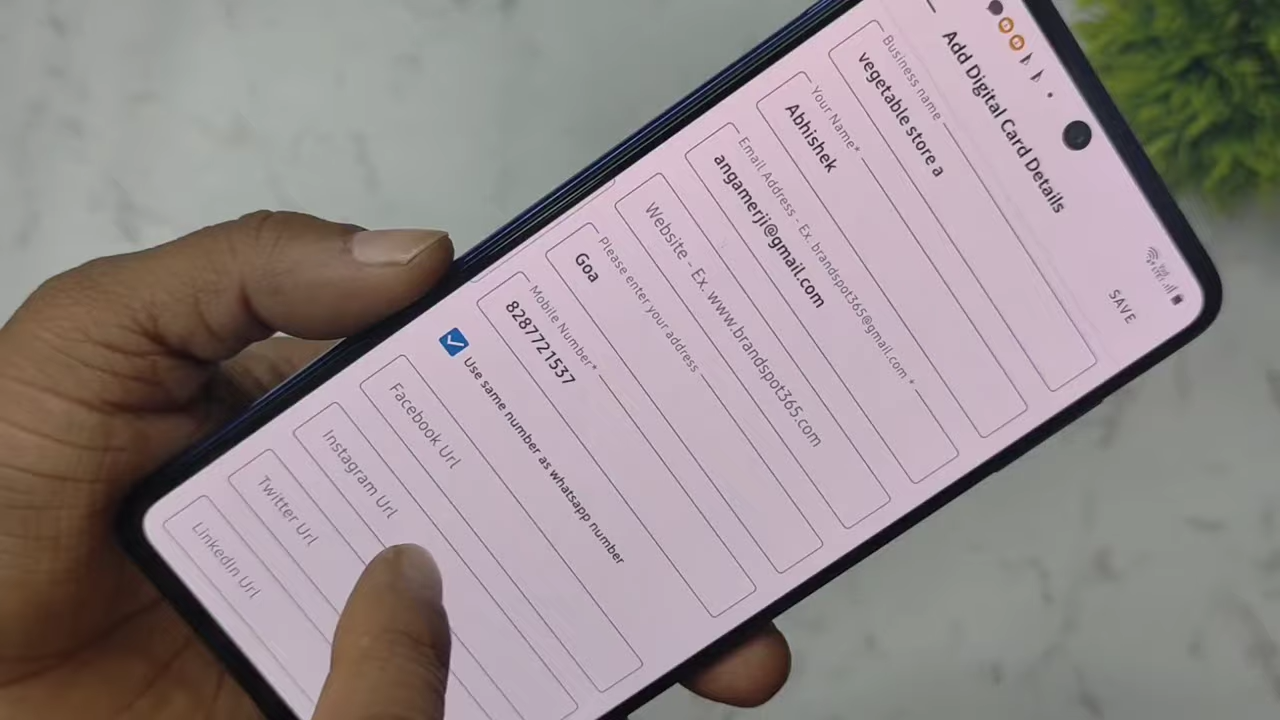 Add Digital Card Details
SAVE
Business name
vegetable store a
Your Name*
Abhishek
Email Address - Ex. brandspot365@gmail.com *
angamerji@gmail.com
Website - Ex. www.brandspot365.com
Please enter your address
Goa
Mobile Number*
8287721537
Use same number as whatsapp number
Facebook Url
Instagram Url
Twitter Url
LinkedIn Url